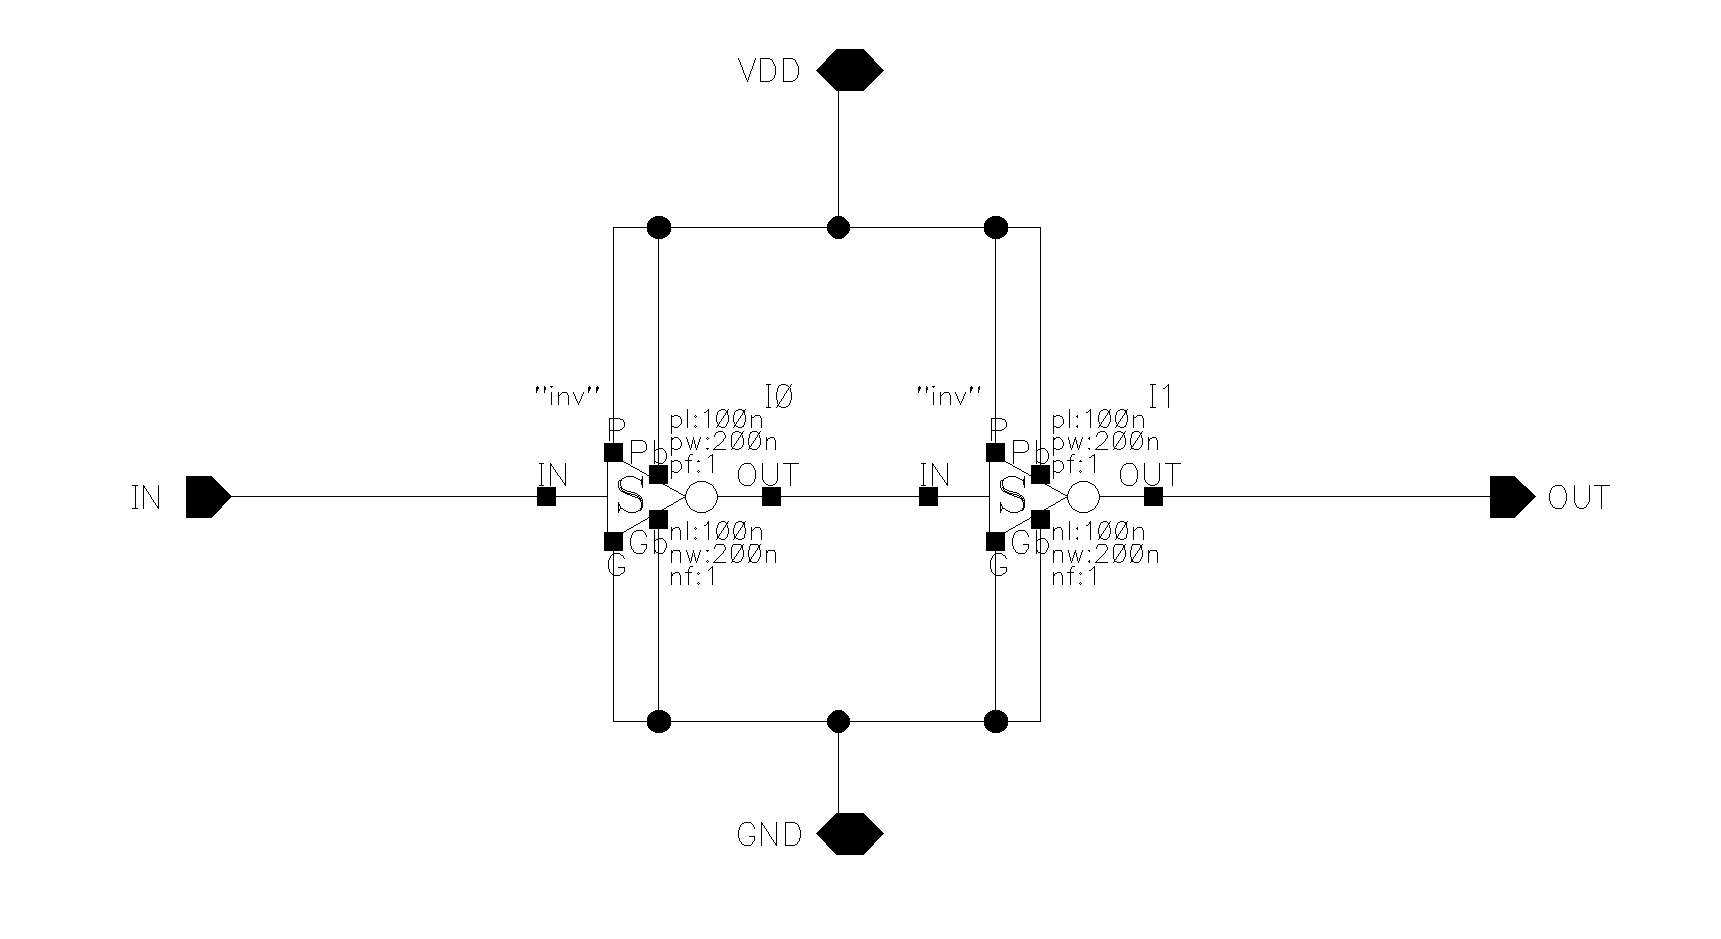 VDD
"inv"
I0
P
pl:100n
pw:200n
Pb
pf:1
IN
OUT
S
nl:100n
Gb
nw:200n
G
nf:1
"inv"
I1
P
pl:100n
pw:200n
Pb
pf:1
IN
OUT
S
nl:100n
Gb
nw:200n
G
nf:1
IN
OUT
GND